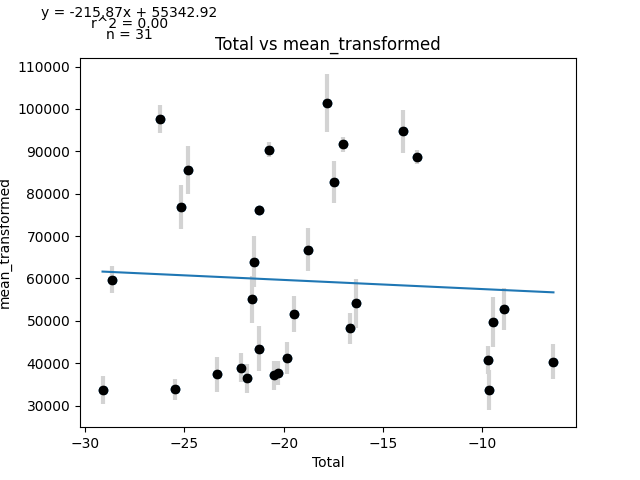 y = -215.87x + 55342.92
r^2 = 0.00
n = 31
Total vs mean_transformed
110000
100000
90000
80000
70000
60000
50000
40000
30000
mean_transformed
−30
−25
−20
−15
−10
Total